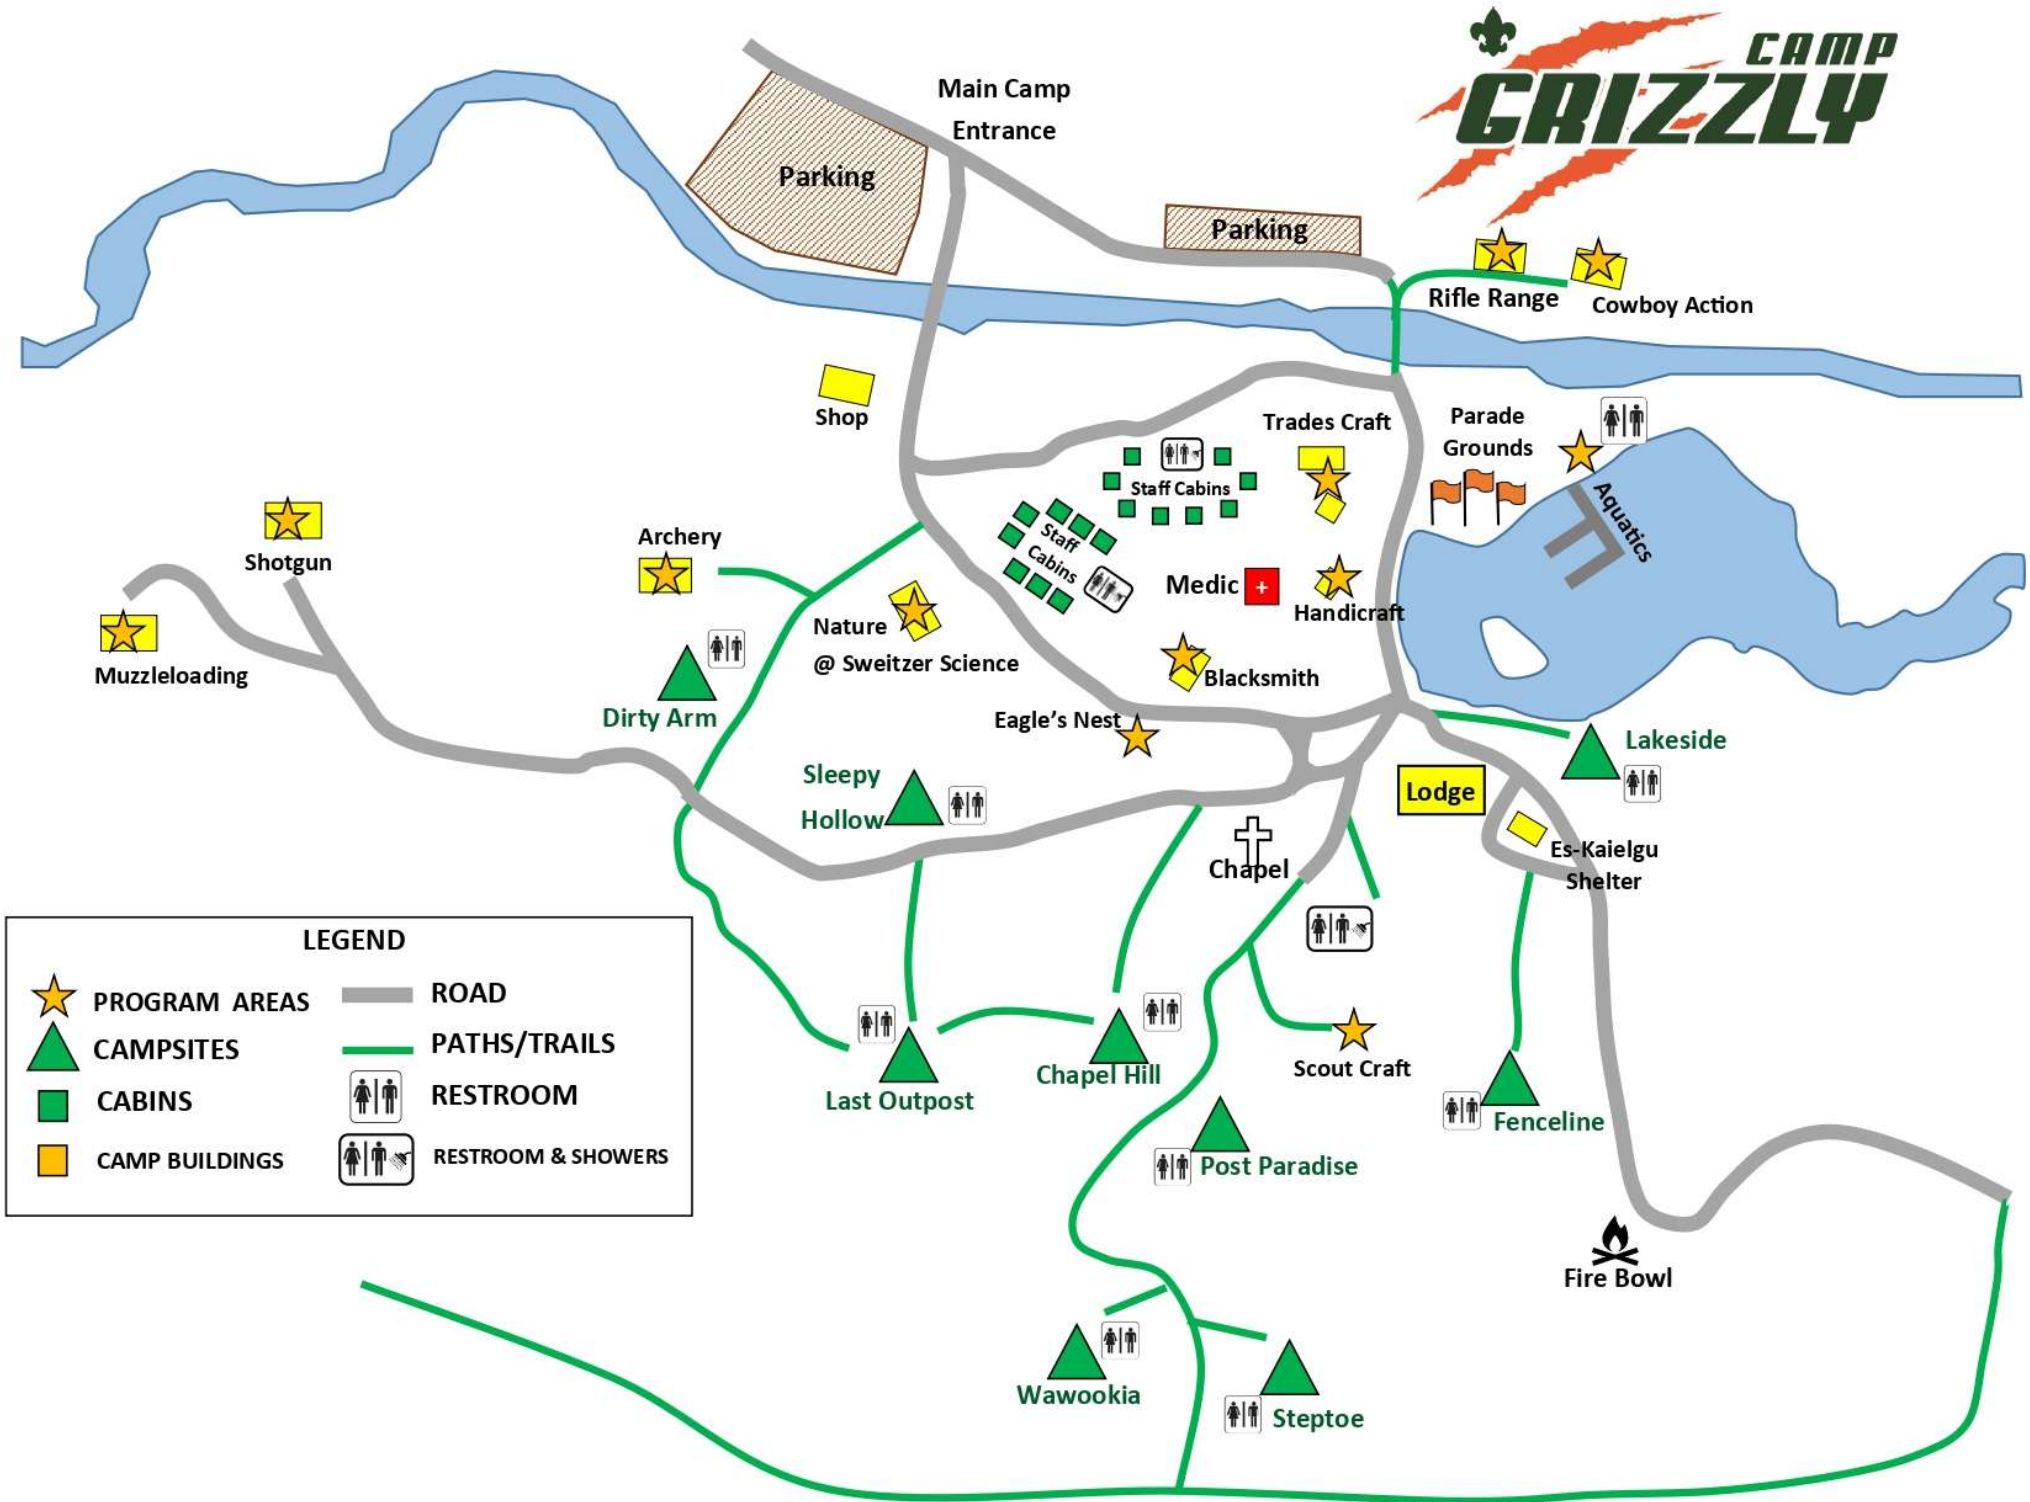 CAMP
GRIZZLY
Main Camp
Entrance
Parking
Parking
Rifle Range
Cowboy Action
Shop
Trades Craft
Parade
Grounds
Staff Cabins
Aquatics
Shotgun
Archery
Staff
Cabins
Medic
+
Handicraft
Nature
@ Sweitzer Science
Muzzleloading
Blacksmith
Dirty Arm
Eagle’s Nest
Lakeside
Sleepy
Hollow
Lodge
Es-Kaielgu
Shelter
Chapel
LEGEND
PROGRAM AREAS
ROAD
CAMPSITES
PATHS/TRAILS
CABINS
RESTROOM
CAMP BUILDINGS
RESTROOM & SHOWERS
Last Outpost
Chapel Hill
Scout Craft
Fenceline
Post Paradise
Fire Bowl
Wawookia
Steptoe